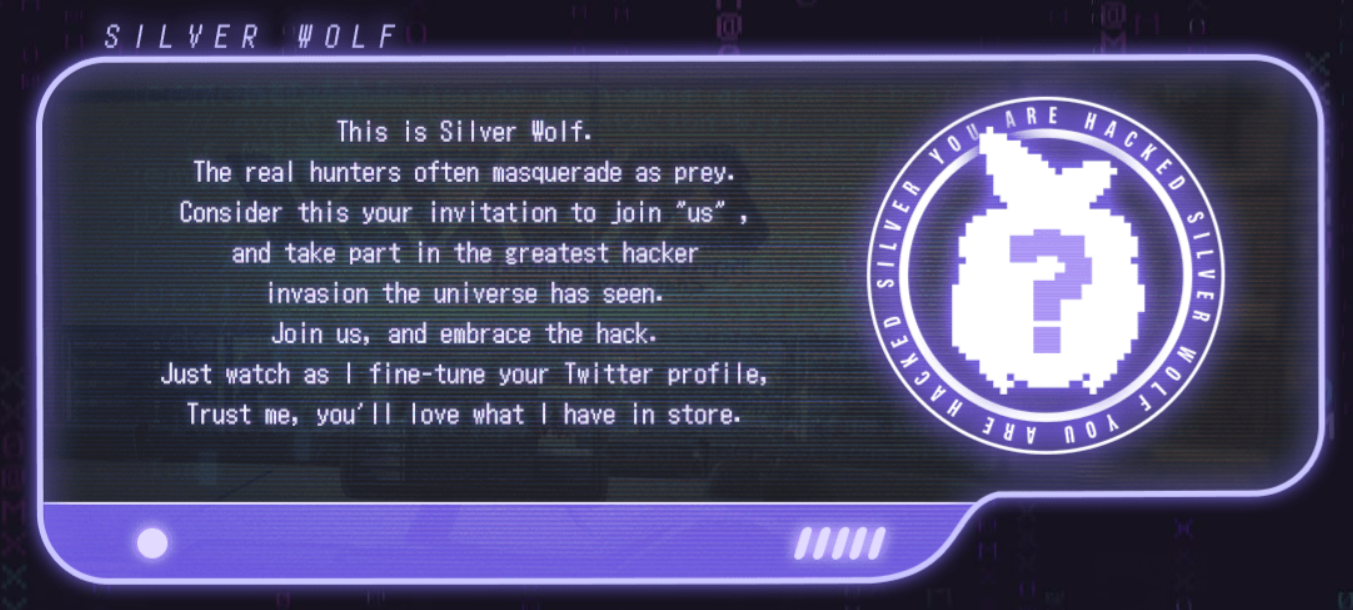 SILVER WOLF
This is Silver Wolf.
The real hunters often masquerade as prey.
Consider this your invitation to join "us" ,
and take part in the greatest hacker
invasion the universe has seen.
Join us, and embrace the hack.
Just watch as I fine-tune your Twitter profile,
Trust me, you'll love what I have in store.
SILVER YOU ARE HACKED SILVER WOLF YOU ARE HACKED
?